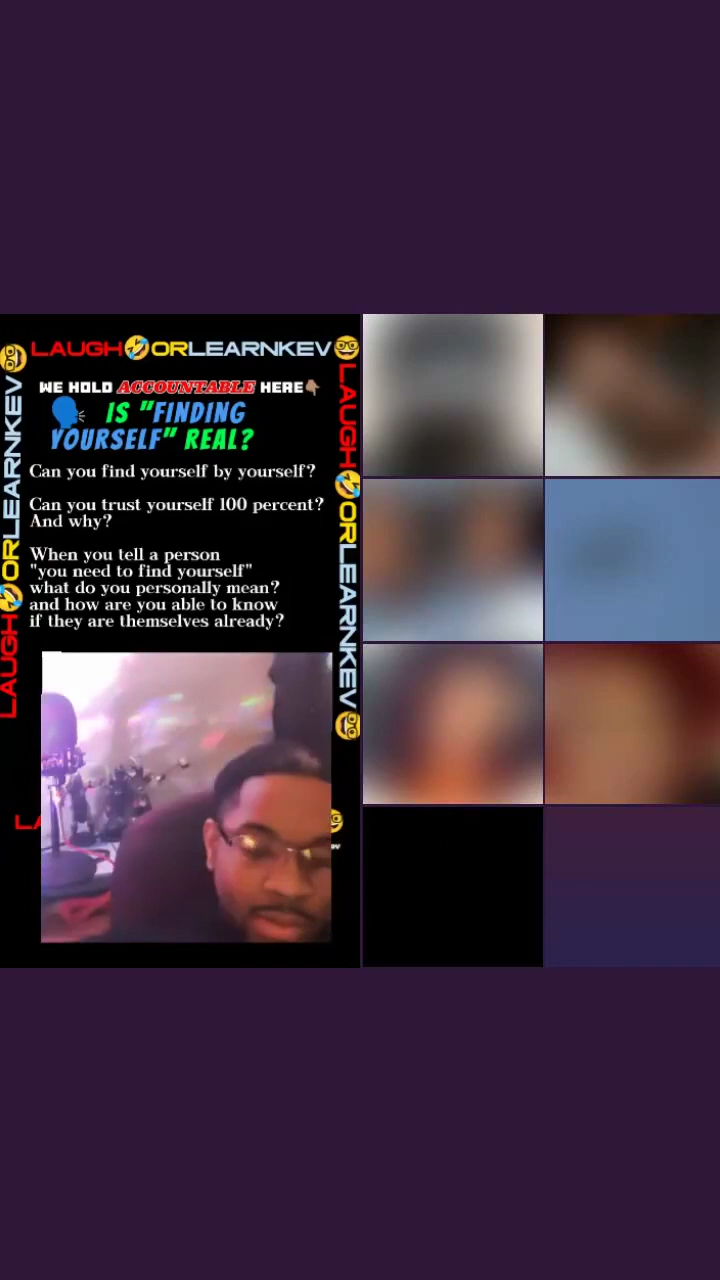 LAUGH🤣ORLEARNKEV🤓
WE HOLD ACCOUNTABLE HERE👇🏽
🗣 IS "FINDING
YOURSELF" REAL?
Can you find yourself by yourself?
Can you trust yourself 100 percent?
And why?
When you tell a person
"you need to find yourself"
what do you personally mean?
and how are you able to know
if they are themselves already?
LAUGH🤣ORLEARNKEV🤓
LAUGH🤣ORLEARNKEV🤓